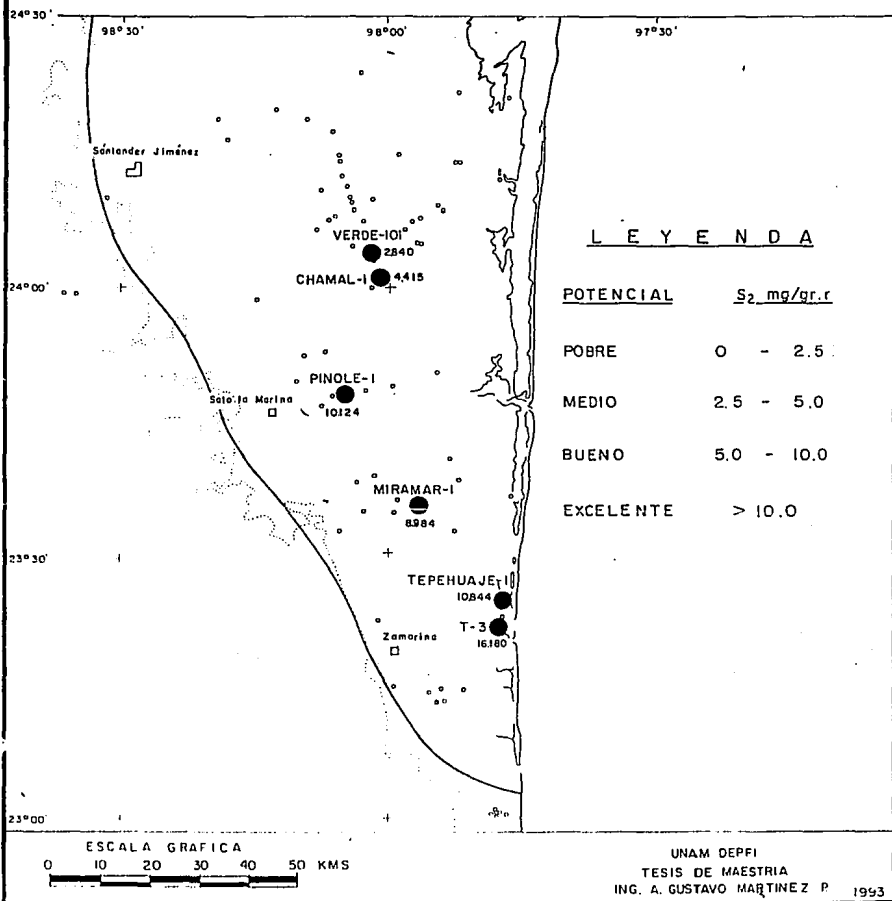 24°30'
98°30'
98°00'
97°30'
Santander Jiménez
VERDE-101
2,840
CHAMAL-1
4,415
24°00'
PINOLE-1
10,124
Soto la Marina
MIRAMAR-1
8,984
23°30'
TEPEHUAJE-1
10,844
T-3
16,180
Zamorina
23°00'
LEYENDA
POTENCIAL S2 mg/gr.r
POBRE 0 - 2.5
MEDIO 2.5 - 5.0
BUENO 5.0 - 10.0
EXCELENTE > 10.0
ESCALA GRAFICA
0 10 20 30 40 50 KMS
UNAM DEPFI
TESIS DE MAESTRIA
ING. A. GUSTAVO MARTINEZ P. 1993